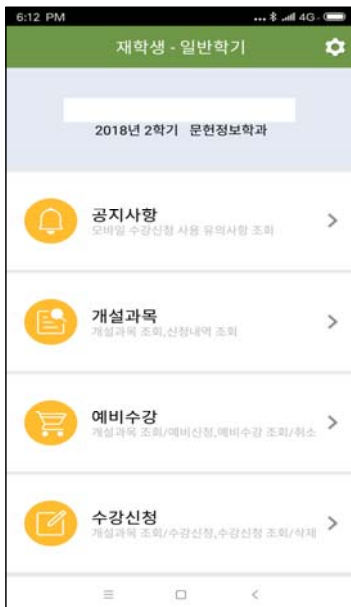 6:12 PM ... 4G
재학생 - 일반학기
2018년 2학기 문헌정보학과
공지사항
모바일 수강신청 사용 유의사항 조회
개설과목
개설과목 조회,신청내역 조회
예비수강
개설과목 조회/예비신청,예비수강 조회/취소
수강신청
개설과목 조회/수강신청,수강신청 조회/삭제